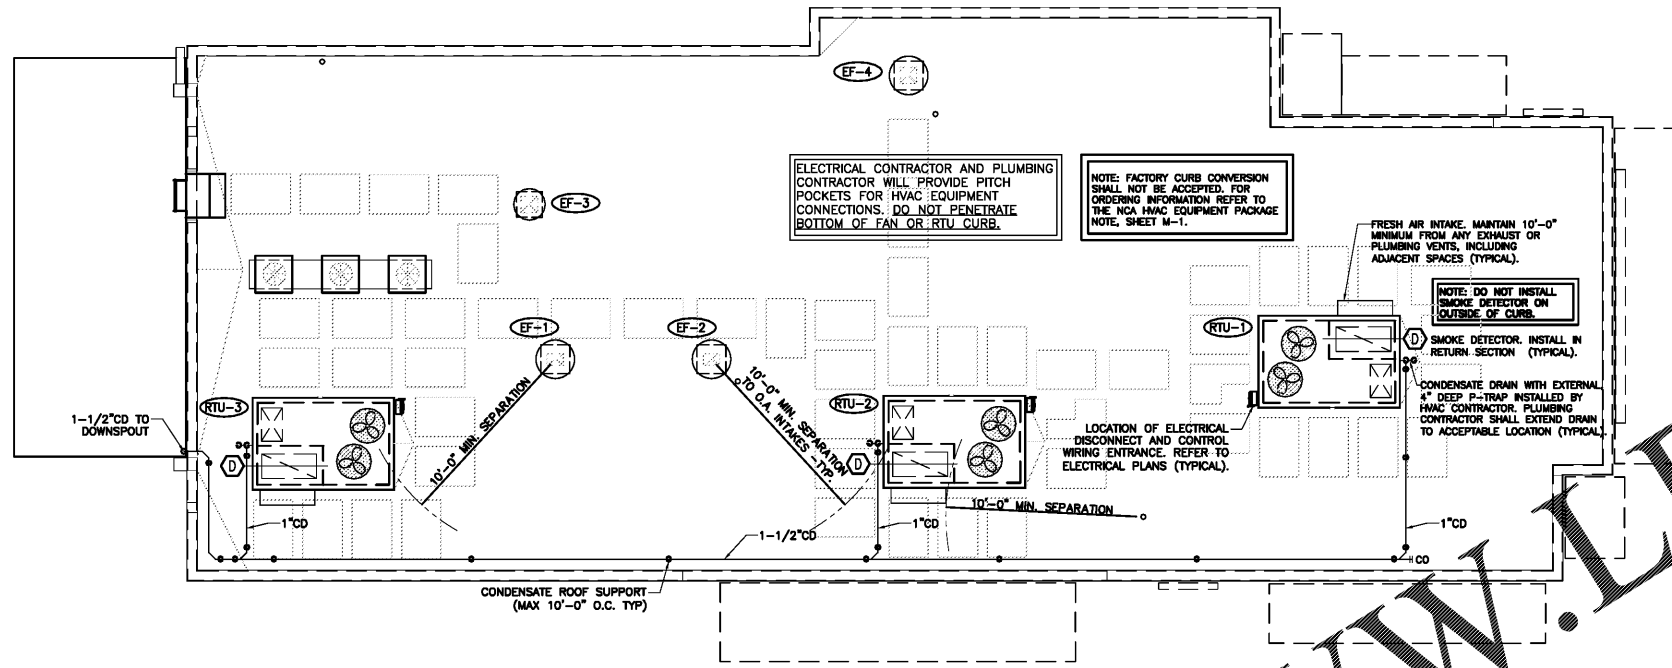 EF-4
ELECTRICAL CONTRACTOR AND PLUMBING
CONTRACTOR WILL PROVIDE PITCH
POCKETS FOR HVAC EQUIPMENT
CONNECTIONS. DO NOT PENETRATE
BOTTOM OF FAN OR RTU CURB.
NOTE: FACTORY CURB CONVERSION
SHALL NOT BE ACCEPTED. FOR
ORDERING INFORMATION REFER TO
THE NCA HVAC EQUIPMENT PACKAGE
NOTE, SHEET M-1.
EF-3
FRESH AIR INTAKE. MAINTAIN 10'-0"
MINIMUM FROM ANY EXHAUST OR
PLUMBING VENTS, INCLUDING
ADJACENT SPACES (TYPICAL).
NOTE: DO NOT INSTALL
SMOKE DETECTOR ON
OUTSIDE OF CURB.
EF-1
EF-2
RTU-1
D
SMOKE DETECTOR. INSTALL IN
RETURN SECTION (TYPICAL).
CONDENSATE DRAIN WITH EXTERNAL
4" DEEP P-TRAP INSTALLED BY
HVAC CONTRACTOR. PLUMBING
CONTRACTOR SHALL EXTEND DRAIN
TO ACCEPTABLE LOCATION (TYPICAL).
RTU-3
RTU-2
1-1/2"CD TO
DOWNSPOUT
10'-0" MIN. SEPARATION
10'-0" MIN. SEPARATION
TO O.A. INTAKES -TYP.
LOCATION OF ELECTRICAL
DISCONNECT AND CONTROL
WIRING ENTRANCE. REFER TO
ELECTRICAL PLANS (TYPICAL).
D
D
10'-0" MIN. SEPARATION
1"CD
1-1/2"CD
1"CD
1"CD
CO
CONDENSATE ROOF SUPPORT
(MAX 10'-0" O.C. TYP)